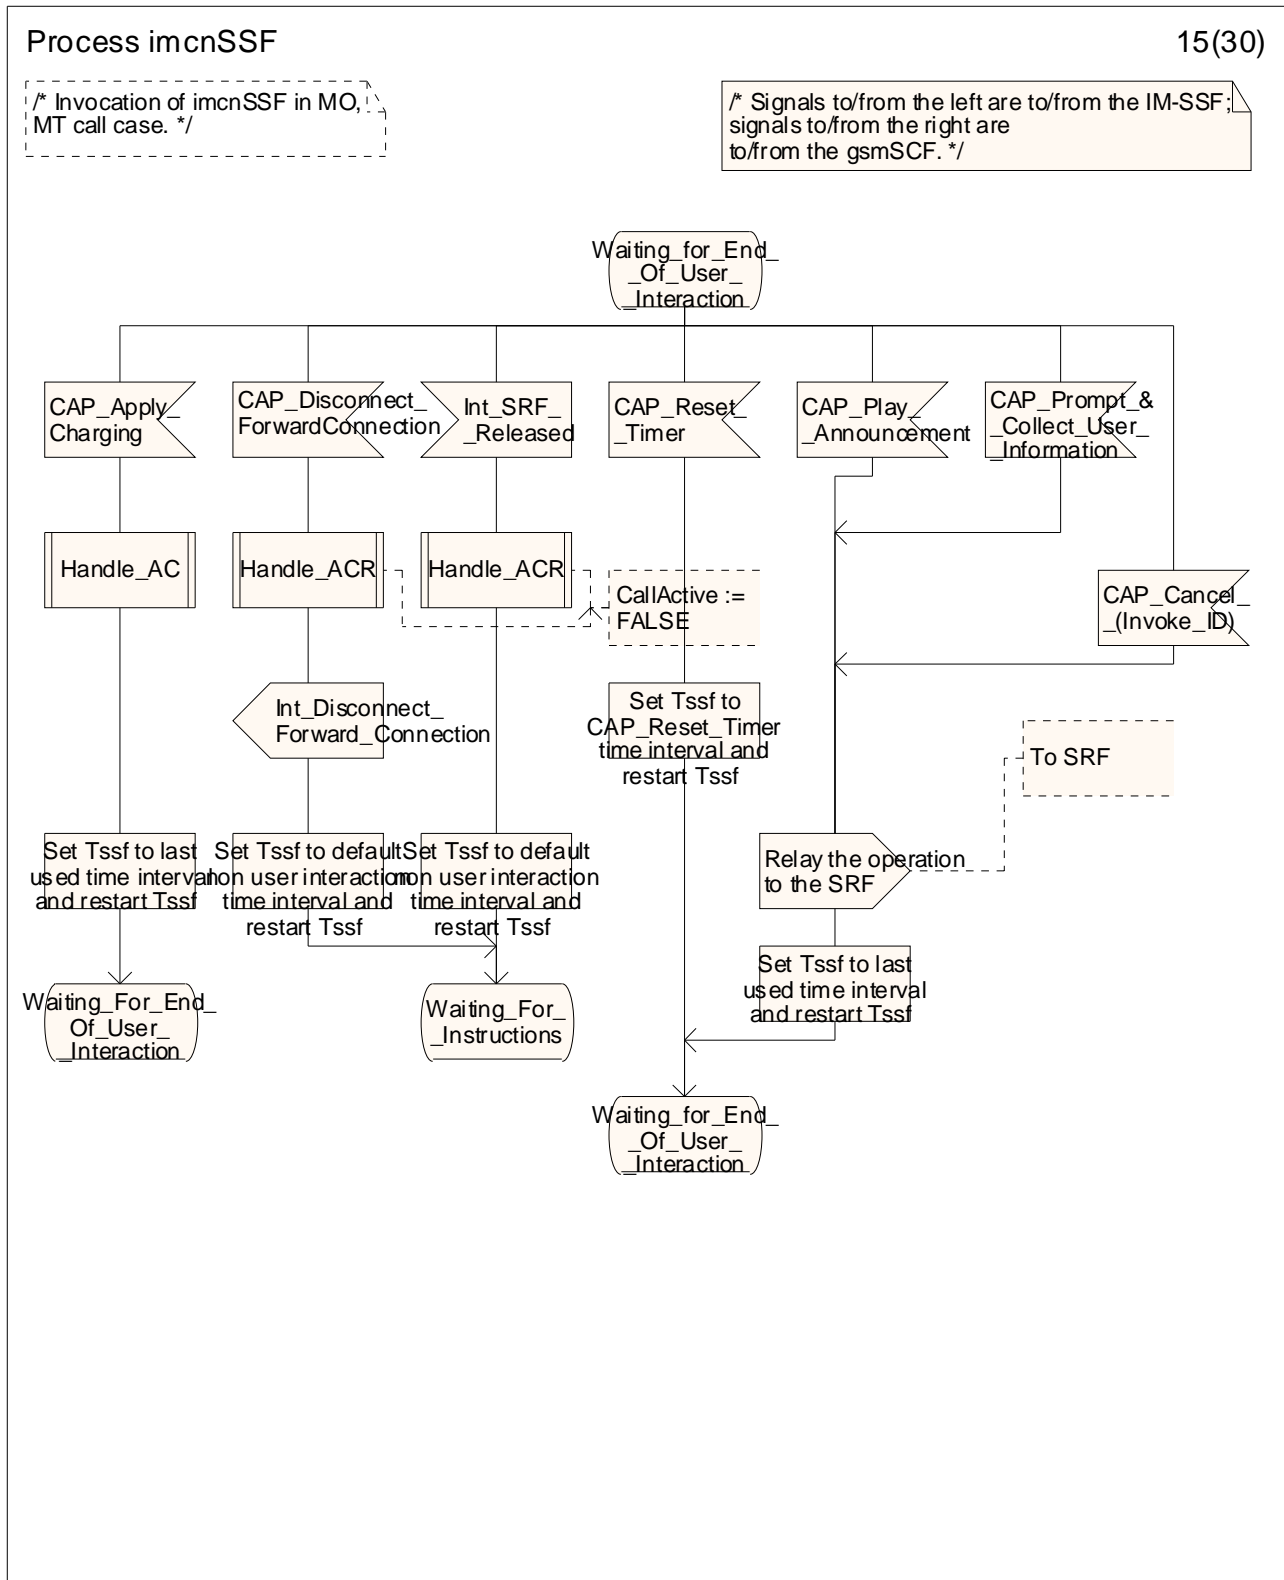 Process imcnSSF
15(30)
/* Invocation of imcnSSF in MO,
MT call case. */
/* Signals to/from the left are to/from the IM-SSF;
signals to/from the right are
to/from the gsmSCF. */
Waiting_for_End_
_Of_User_
_Interaction
CAP_Apply_
_Charging
CAP_Disconnect_
_ForwardConnection
Int_SRF_
_Released
CAP_Reset_
_Timer
CAP_Play_
_Announcement
CAP_Prompt_&
_Collect_User_
_Information
Handle_AC
Handle_ACR
Handle_ACR
CallActive :=
FALSE
CAP_Cancel_
_(Invoke_ID)
Int_Disconnect_
_Forward_Connection
Set Tssf to
CAP_Reset_Timer
time interval and
restart Tssf
To SRF
Set Tssf to last
used time interval
and restart Tssf
Set Tssf to default
non user interaction
time interval and
restart Tssf
Set Tssf to default
non user interaction
time interval and
restart Tssf
Relay the operation
to the SRF
Set Tssf to last
used time interval
and restart Tssf
Waiting_For_End_
_Of_User_
_Interaction
Waiting_For_
_Instructions
Waiting_for_End_
_Of_User_
_Interaction